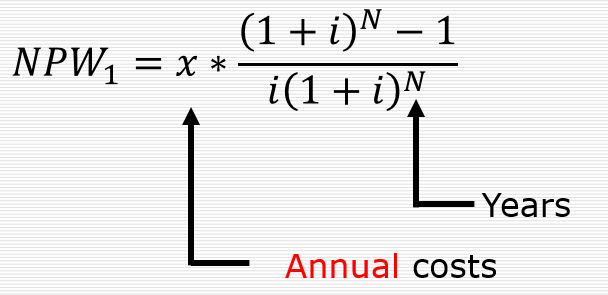 NPW₁ = x * ((1 + i)ᴺ − 1) / (i(1 + i)ᴺ)
Years
Annual costs